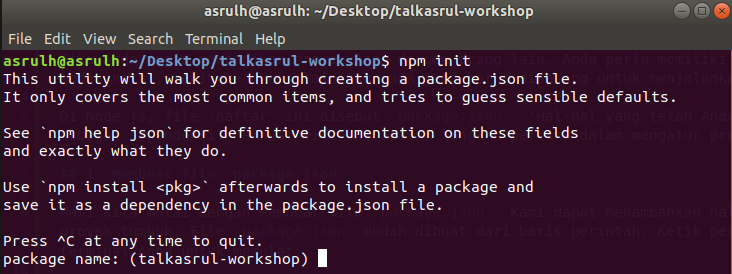 asrulh@asrulh: ~/Desktop/talkasrul-workshop
File Edit View Search Terminal Help
asrulh@asrulh:~/Desktop/talkasrul-workshop$ npm init
This utility will walk you through creating a package.json file.
It only covers the most common items, and tries to guess sensible defaults.
See `npm help json` for definitive documentation on these fields
and exactly what they do.
Use `npm install <pkg>` afterwards to install a package and
save it as a dependency in the package.json file.
Press ^C at any time to quit.
package name: (talkasrul-workshop)